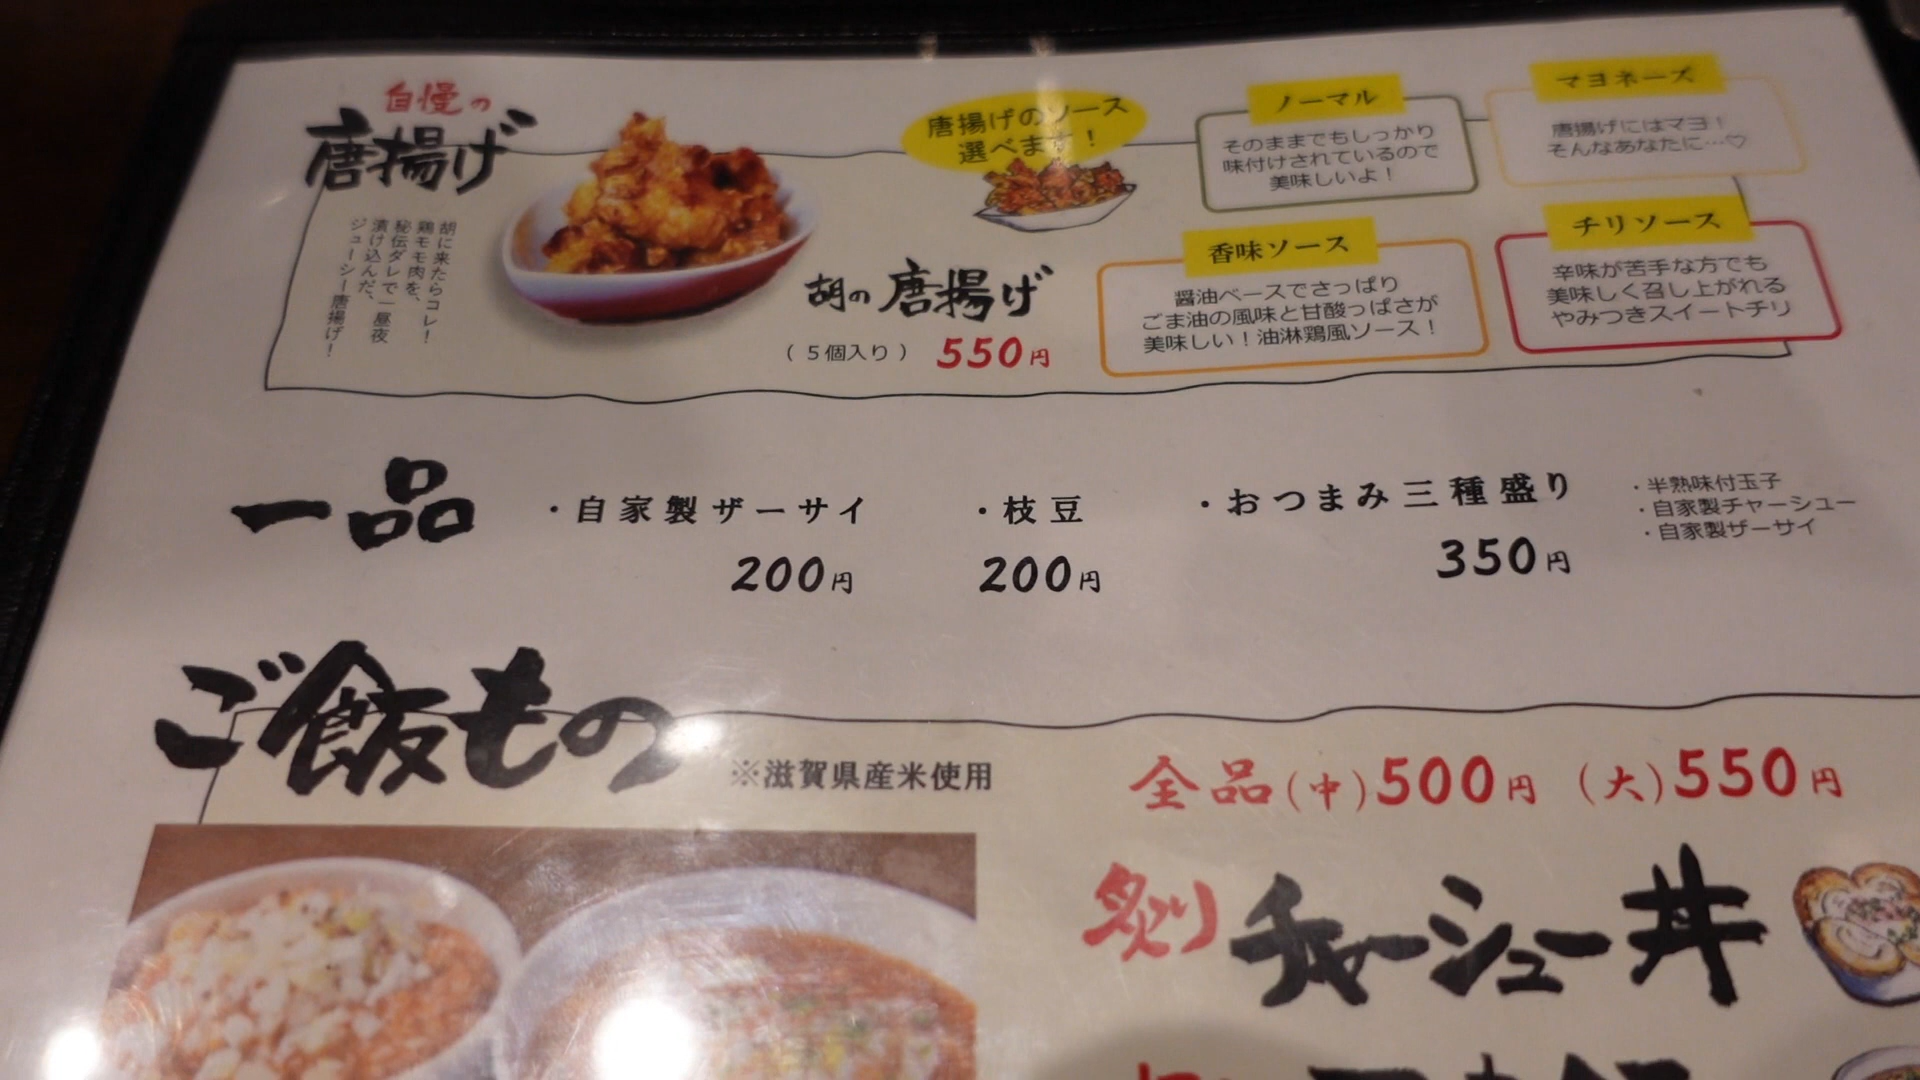 自慢の
唐揚げ
胡に来たらコレ！
鶏モモ肉を、
秘伝ダレで一昼夜
漬け込んだ、
ジューシー唐揚げ！
胡の唐揚げ
（５個入り） 550円
唐揚げのソース
選べます！
ノーマル
そのままでもしっかり
味付けされているので
美味しいよ！
マヨネーズ
唐揚げにはマヨ！
そんなあなたに…♡
香味ソース
醤油ベースでさっぱり
ごま油の風味と甘酸っぱさが
美味しい！油淋鶏風ソース！
チリソース
辛味が苦手な方でも
美味しく召し上がれる
やみつきスイートチリ
一品
・自家製ザーサイ
200円
・枝豆
200円
・おつまみ三種盛り
350円
・半熟味付玉子
・自家製チャーシュー
・自家製ザーサイ
ご飯もの
※滋賀県産米使用
全品(中)500円 (大)550円
炙り チャーシュー丼